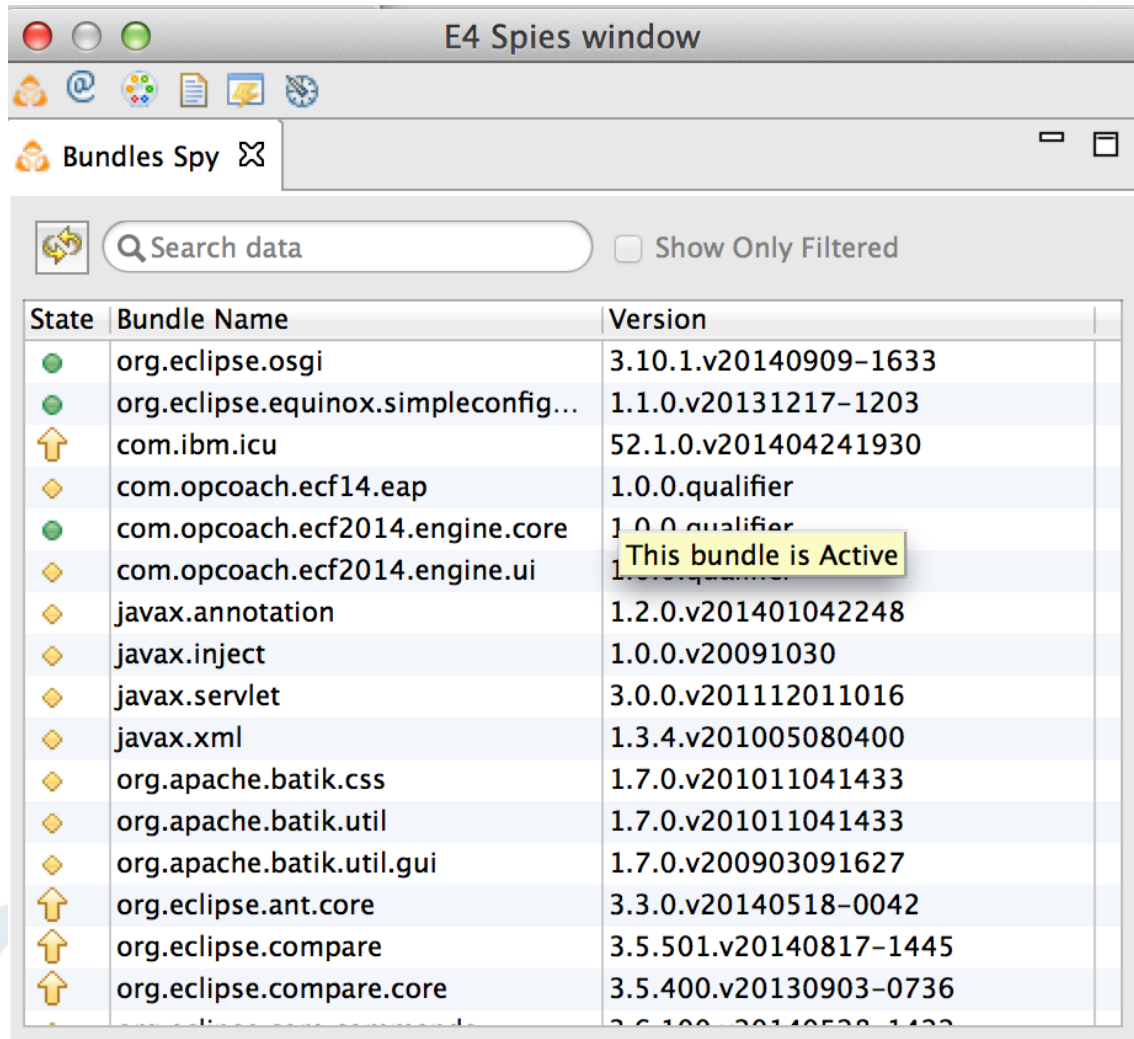 E4 Spies window
Bundles Spy
Search data Show Only Filtered
State Bundle Name Version
org.eclipse.osgi 3.10.1.v20140909-1633
org.eclipse.equinox.simpleconfig... 1.1.0.v20131217-1203
com.ibm.icu 52.1.0.v201404241930
com.opcoach.ecf14.eap 1.0.0.qualifier
com.opcoach.ecf2014.engine.core 1.0.0.qualifier
This bundle is Active
com.opcoach.ecf2014.engine.ui
javax.annotation 1.2.0.v201401042248
javax.inject 1.0.0.v20091030
javax.servlet 3.0.0.v201112011016
javax.xml 1.3.4.v201005080400
org.apache.batik.css 1.7.0.v201011041433
org.apache.batik.util 1.7.0.v201011041433
org.apache.batik.util.gui 1.7.0.v200903091627
org.eclipse.ant.core 3.3.0.v20140518-0042
org.eclipse.compare 3.5.501.v20140817-1445
org.eclipse.compare.core 3.5.400.v20130903-0736